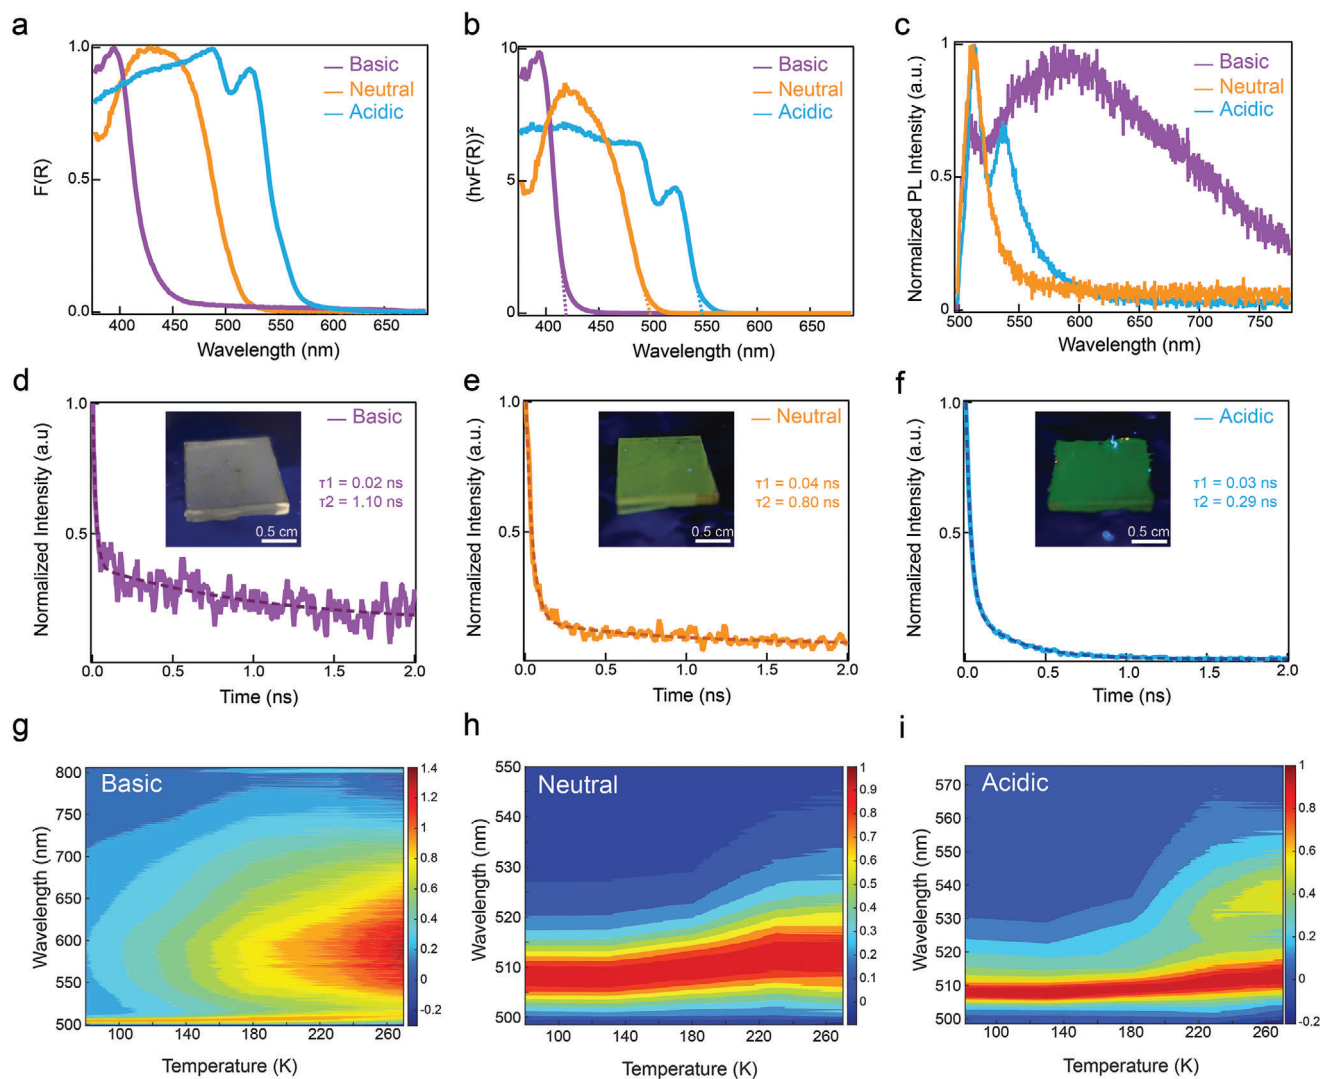 a
1.0
0.5
0.0
F(R)
400 450 500 550 600 650
Wavelength (nm)
Basic
Neutral
Acidic
b
10
5
0
(hνF(R))²
400 450 500 550 600 650
Wavelength (nm)
Basic
Neutral
Acidic
c
1
0.5
0
Normalized PL Intensity (a.u.)
500 550 600 650 700 750
Wavelength (nm)
Basic
Neutral
Acidic
d
1.0
0.5
Normalized Intensity (a.u)
0.0 0.5 1.0 1.5 2.0
Time (ns)
Basic
τ1 = 0.02 ns
τ2 = 1.10 ns
0.5 cm
e
1.0
0.5
Normalized Intensity (a.u.)
0.0 0.5 1.0 1.5 2.0
Time (ns)
Neutral
τ1 = 0.04 ns
τ2 = 0.80 ns
0.5 cm
f
1.0
0.5
Normalized Intensity (a.u.)
0.0 0.5 1.0 1.5 2.0
Time (ns)
Acidic
τ1 = 0.03 ns
τ2 = 0.29 ns
0.5 cm
g
Basic
800
750
700
650
600
550
500
Wavelength (nm)
100 140 180 220 260
Temperature (K)
1.4
1.2
1
0.8
0.6
0.4
0.2
0
-0.2
h
Neutral
550
540
530
520
510
500
Wavelength (nm)
100 140 180 220 260
Temperature (K)
1
0.9
0.8
0.7
0.6
0.5
0.4
0.3
0.2
0.1
0
i
Acidic
570
560
550
540
530
520
510
500
Wavelength (nm)
100 140 180 220 260
Temperature (K)
1
0.8
0.6
0.4
0.2
0
-0.2